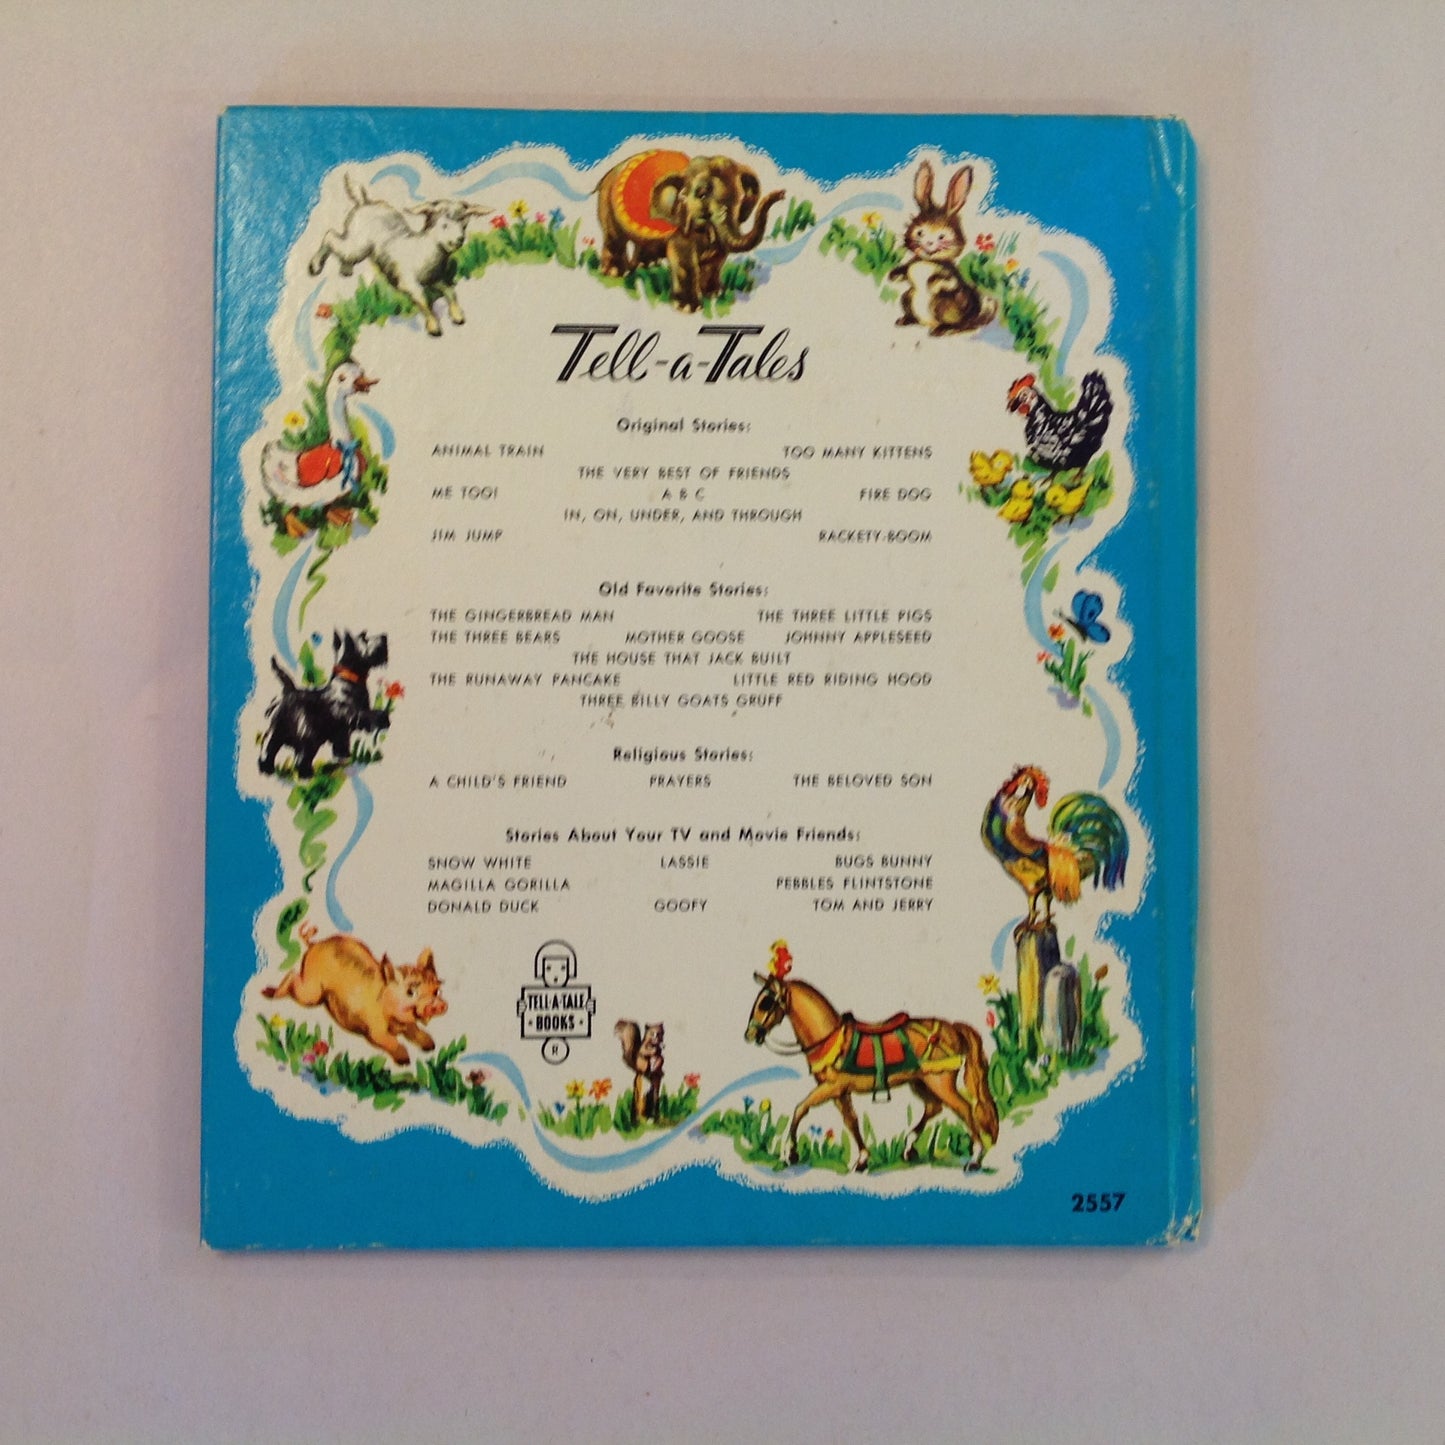 Tell-a-Tales
Original Stories:
ANIMAL TRAIN TOO MANY KITTENS
THE VERY BEST OF FRIENDS
ME TOO! A B C FIRE DOG
IN, ON, UNDER, AND THROUGH
JIM JUMP RACKETY-BOOM
Old Favorite Stories:
THE GINGERBREAD MAN THE THREE LITTLE PIGS
THE THREE BEARS MOTHER GOOSE JOHNNY APPLESEED
THE HOUSE THAT JACK BUILT
THE RUNAWAY PANCAKE LITTLE RED RIDING HOOD
THREE BILLY GOATS GRUFF
Religious Stories:
A CHILD'S FRIEND PRAYERS THE BELOVED SON
Stories About Your TV and Movie Friends:
SNOW WHITE LASSIE BUGS BUNNY
MAGILLA GORILLA PEBBLES FLINTSTONE
DONALD DUCK GOOFY TOM AND JERRY
TELL-A-TALE
• BOOKS •
R
2557